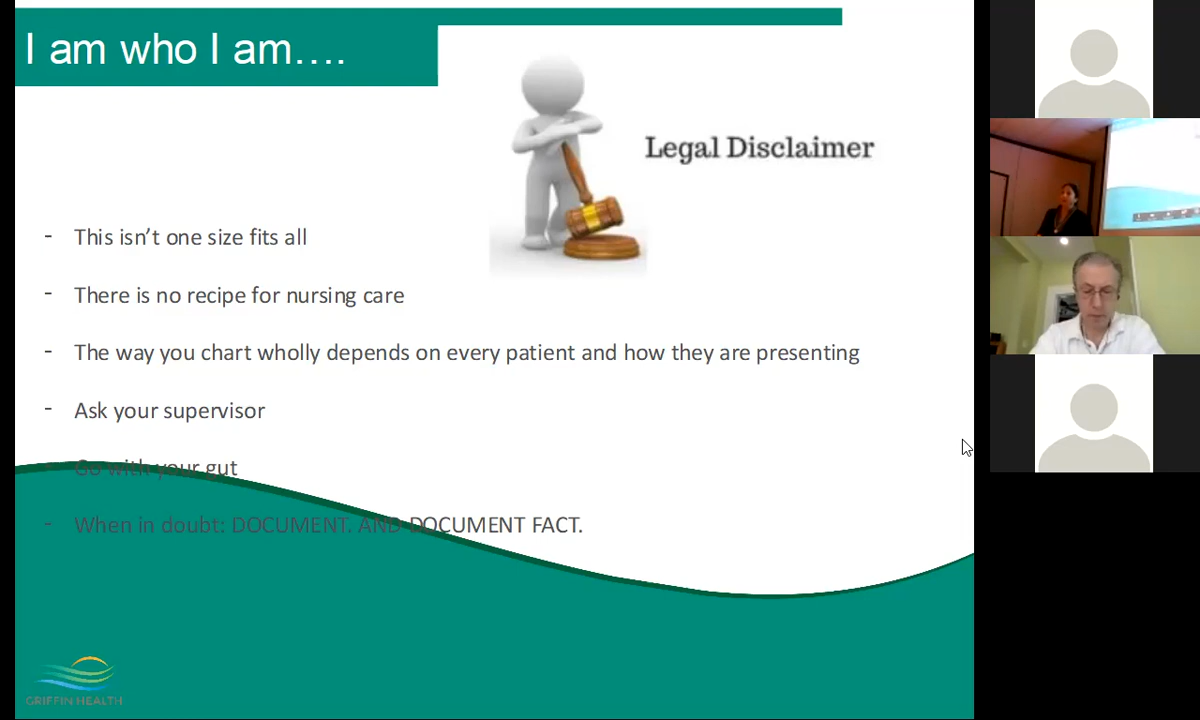 I am who I am....
Legal Disclaimer
- This isn't one size fits all
- There is no recipe for nursing care
- The way you chart wholly depends on every patient and how they are presenting
- Ask your supervisor
- Go with your gut
- When in doubt: DOCUMENT. AND DOCUMENT FACT.
GRIFFIN HEALTH